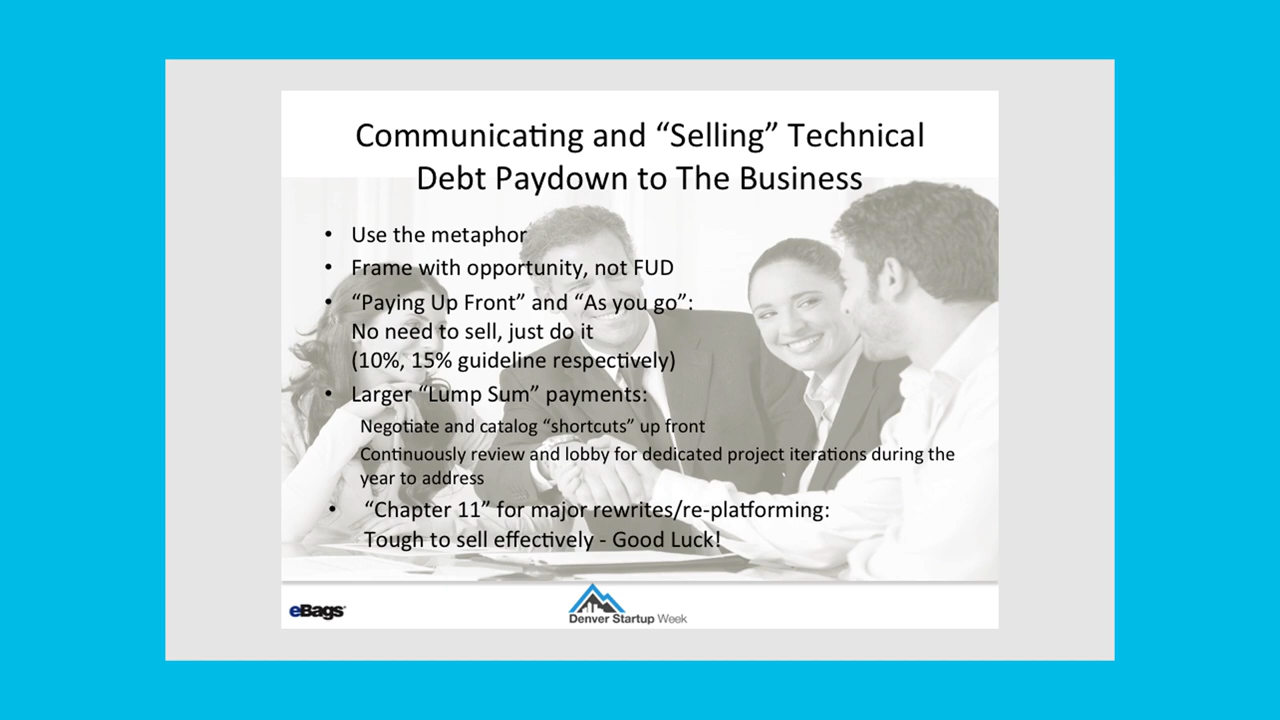 Communicating and “Selling” Technical
Debt Paydown to The Business
• Use the metaphor
• Frame with opportunity, not FUD
• “Paying Up Front” and “As you go”:
No need to sell, just do it
(10%, 15% guideline respectively)
• Larger “Lump Sum” payments:
Negotiate and catalog “shortcuts” up front
Continuously review and lobby for dedicated project iterations during the
year to address
• “Chapter 11” for major rewrites/re-platforming:
Tough to sell effectively - Good Luck!
eBags
Denver Startup Week